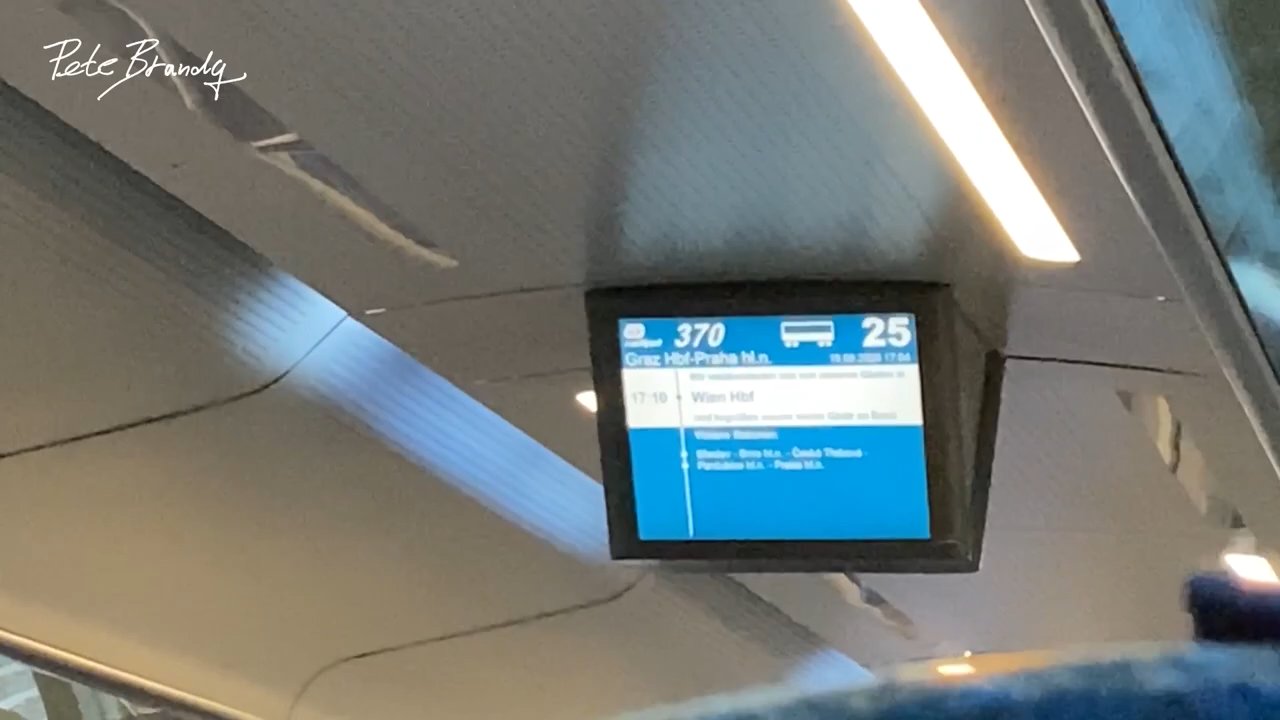 Pete Brandy
370
25
Graz Hbf-Praha hl.n.
17:10
Wien Hbf
Weitere Stationen
Břeclav - Brno hl.n. - Česká Třebová -
Pardubice hl.n. - Praha hl.n.